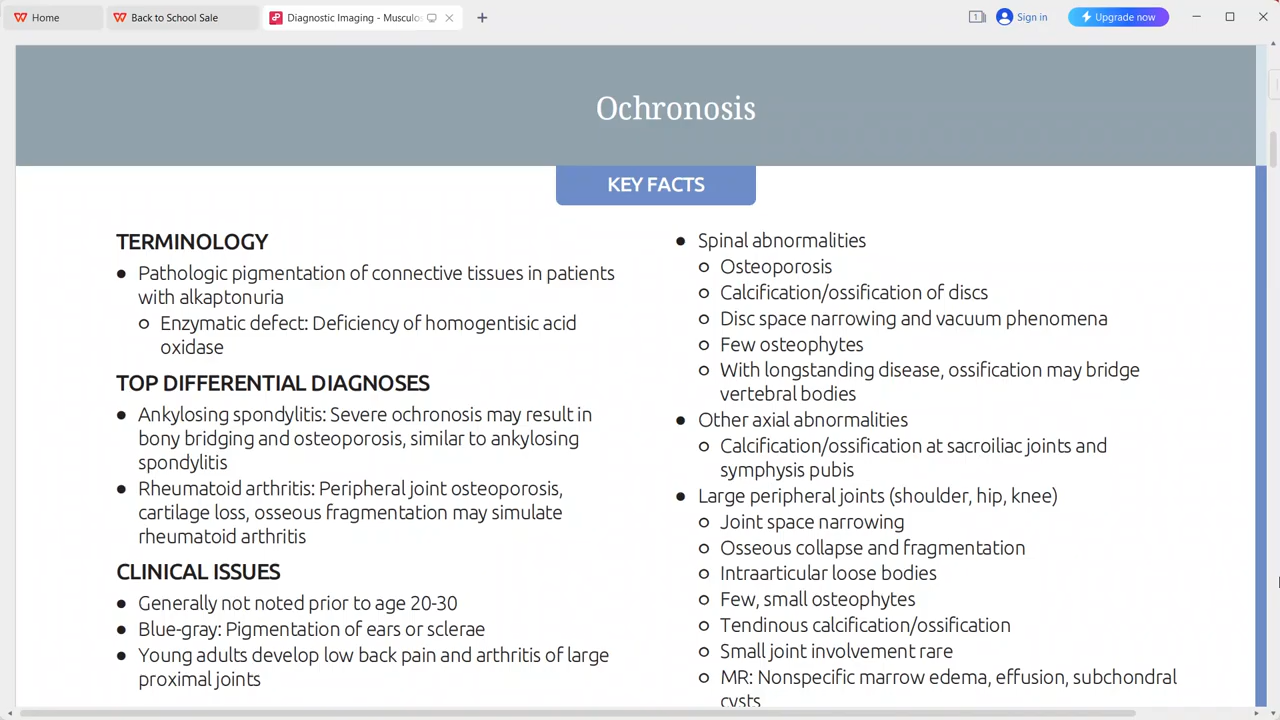 Home
Back to School Sale
Diagnostic Imaging - Musculo
1
Sign in
Upgrade now
Ochronosis
KEY FACTS
TERMINOLOGY
● Pathologic pigmentation of connective tissues in patients
with alkaptonuria
○ Enzymatic defect: Deficiency of homogentisic acid
oxidase
TOP DIFFERENTIAL DIAGNOSES
● Ankylosing spondylitis: Severe ochronosis may result in
bony bridging and osteoporosis, similar to ankylosing
spondylitis
● Rheumatoid arthritis: Peripheral joint osteoporosis,
cartilage loss, osseous fragmentation may simulate
rheumatoid arthritis
CLINICAL ISSUES
● Generally not noted prior to age 20-30
● Blue-gray: Pigmentation of ears or sclerae
● Young adults develop low back pain and arthritis of large
proximal joints
● Spinal abnormalities
○ Osteoporosis
○ Calcification/ossification of discs
○ Disc space narrowing and vacuum phenomena
○ Few osteophytes
○ With longstanding disease, ossification may bridge
vertebral bodies
● Other axial abnormalities
○ Calcification/ossification at sacroiliac joints and
symphysis pubis
● Large peripheral joints (shoulder, hip, knee)
○ Joint space narrowing
○ Osseous collapse and fragmentation
○ Intraarticular loose bodies
○ Few, small osteophytes
○ Tendinous calcification/ossification
○ Small joint involvement rare
○ MR: Nonspecific marrow edema, effusion, subchondral
cysts